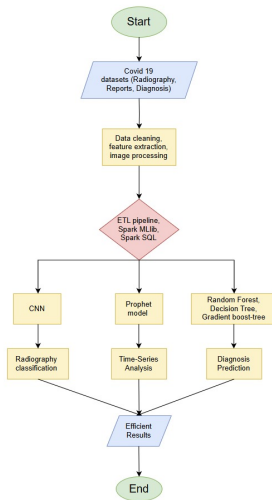 Start
Covid 19
datasets (Radiography,
Reports, Diagnosis)
Data cleaning,
feature extraction,
image processing
ETL pipeline,
Spark MLlib,
Spark SQL
CNN
Prophet
model
Random Forest,
Decision Tree,
Gradient boost-tree
Radiography
classification
Time-Series
Analysis
Diagnosis
Prediction
Efficient
Results
End